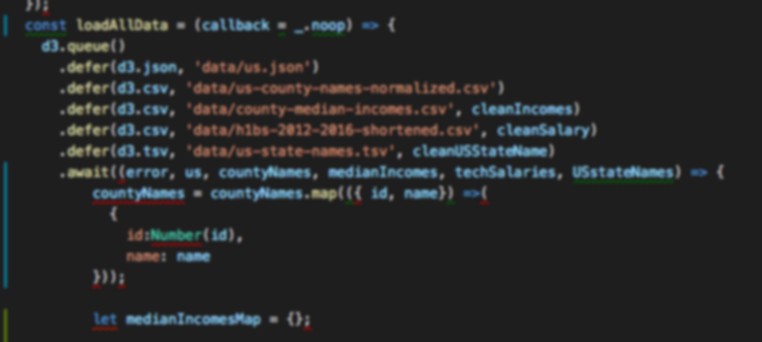 });
const loadAllData = (callback = _.noop) => {
d3.queue()
.defer(d3.json, 'data/us.json')
.defer(d3.csv, 'data/us-county-names-normalized.csv')
.defer(d3.csv, 'data/county-median-incomes.csv', cleanIncomes)
.defer(d3.csv, 'data/h1bs-2012-2016-shortened.csv', cleanSalary)
.defer(d3.tsv, 'data/us-state-names.tsv', cleanUSStateName)
.await((error, us, countyNames, medianIncomes, techSalaries, USstateNames) => {
countyNames = countyNames.map(({ id, name}) =>(
{
id:Number(id),
name: name
}));
let medianIncomesMap = {};